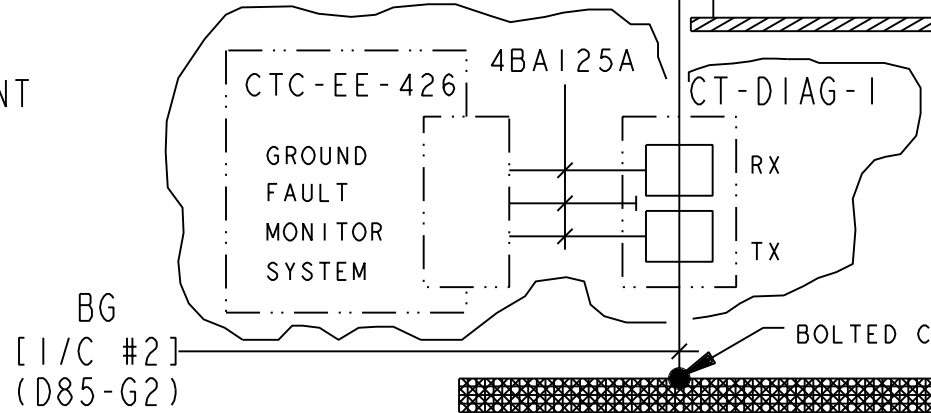 NT
4BA125A
CTC-EE-426
CT-DIAG-1
GROUND
FAULT
MONITOR
SYSTEM
RX
TX
BG
[1/C #2]
(D85-G2)
BOLTED C